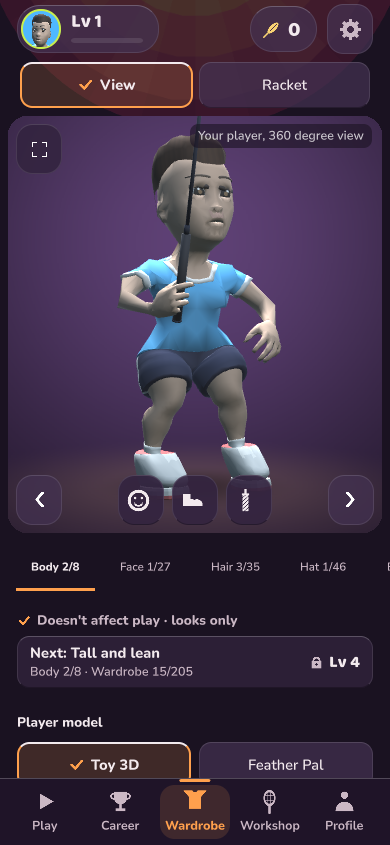 Lv 1
0
View
Racket
Your player, 360 degree view
Body 2/8
Face 1/27
Hair 3/35
Hat 1/46
Doesn't affect play · looks only
Next: Tall and lean
Body 2/8 · Wardrobe 15/205
Lv 4
Player model
Toy 3D
Feather Pal
Play
Career
Wardrobe
Workshop
Profile